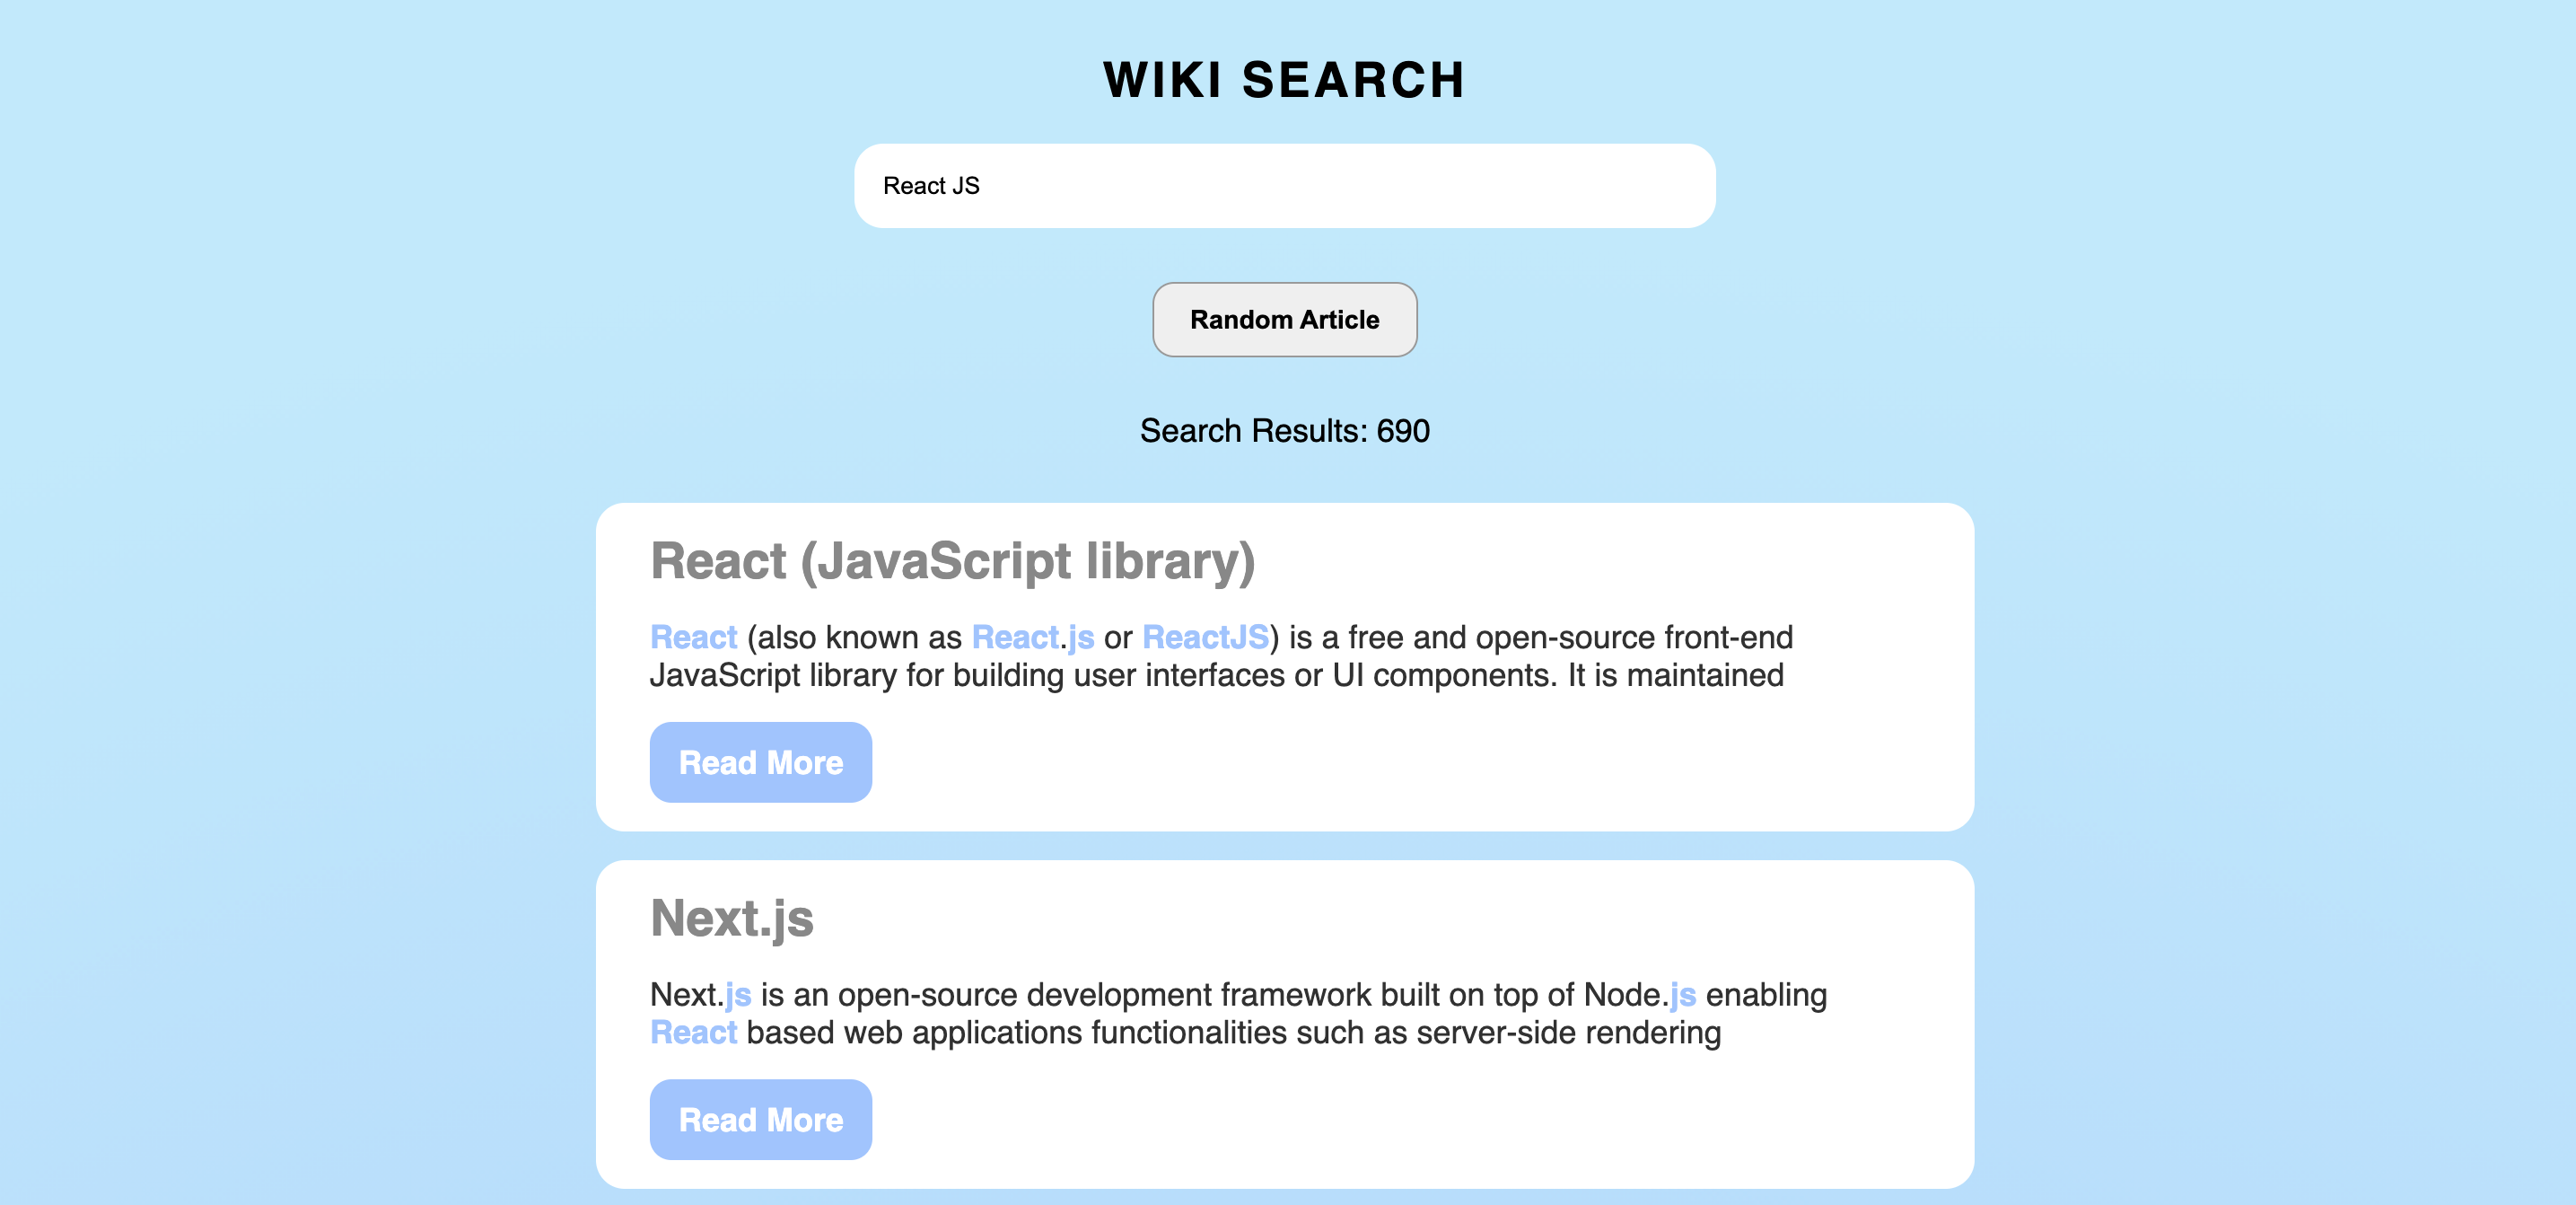 WIKI SEARCH
React JS
Random Article
Search Results: 690
React (JavaScript library)
React (also known as React.js or ReactJS) is a free and open-source front-end
JavaScript library for building user interfaces or UI components. It is maintained
Read More
Next.js
Next.js is an open-source development framework built on top of Node.js enabling
React based web applications functionalities such as server-side rendering
Read More